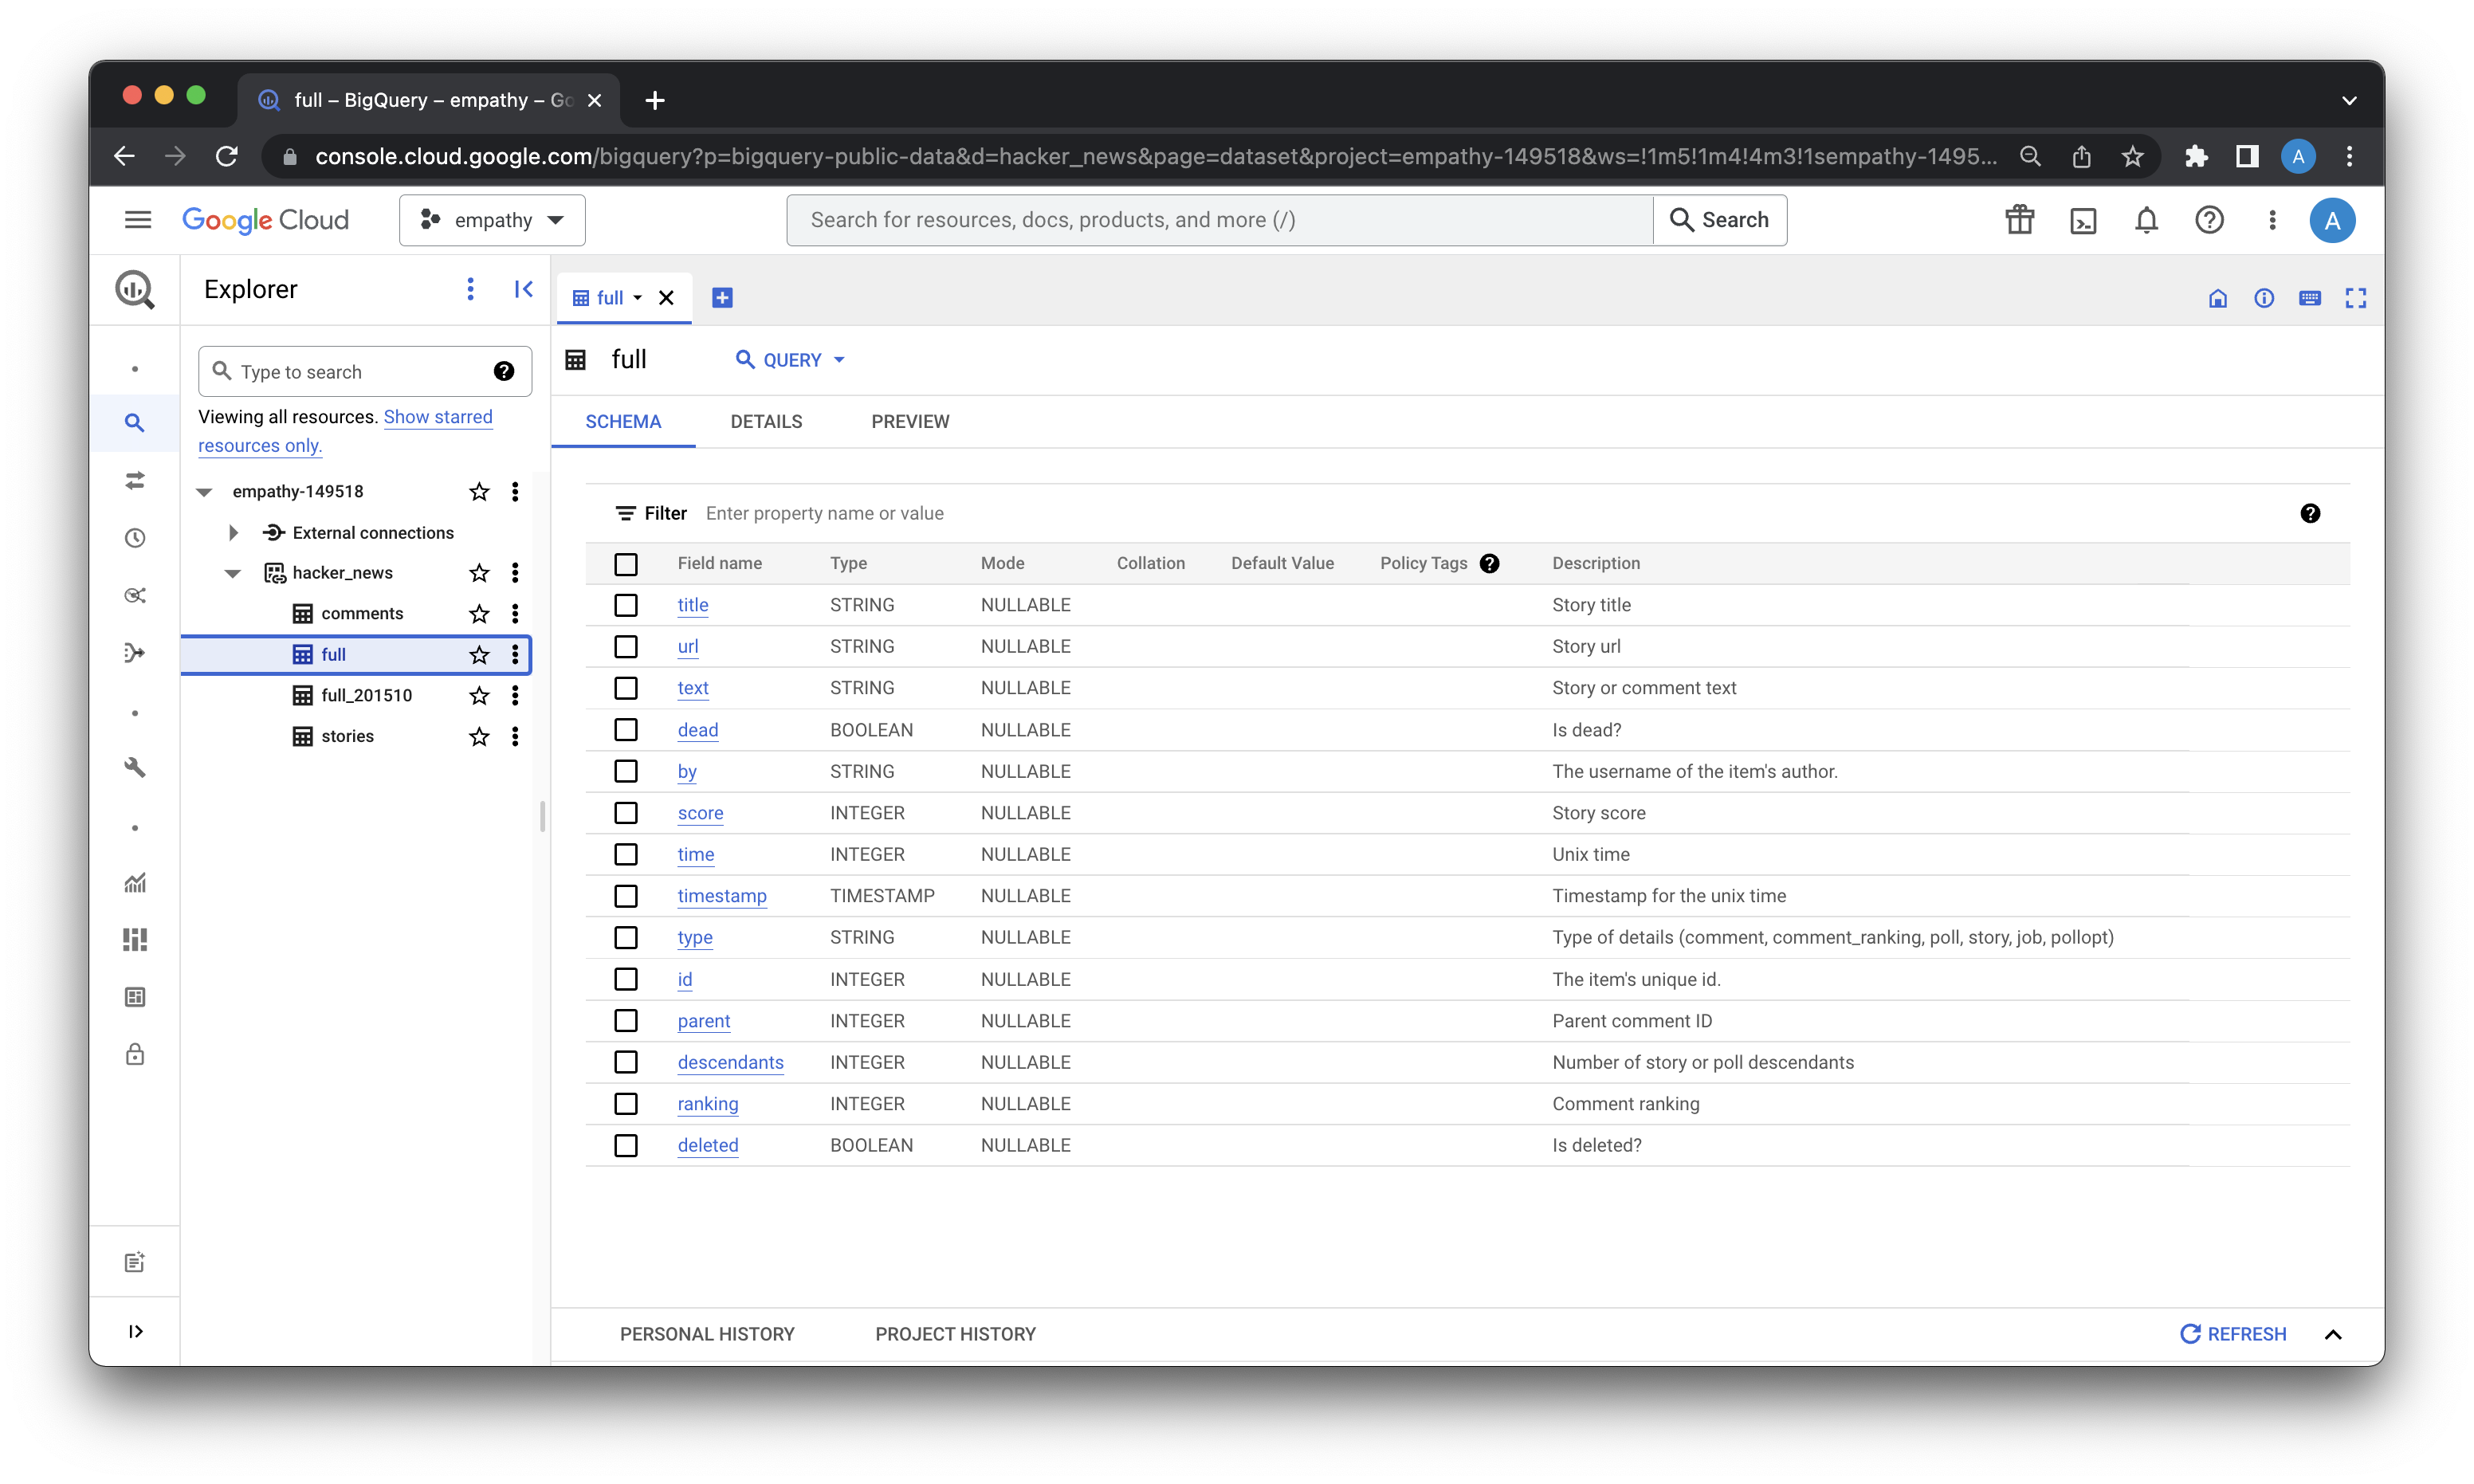 full – BigQuery – empathy – Go
console.cloud.google.com/bigquery?p=bigquery-public-data&d=hacker_news&page=dataset&project=empathy-149518&ws=!1m5!1m4!4m3!1sempathy-1495...
A
Google Cloud
empathy
Search for resources, docs, products, and more (/)
Search
A
Explorer
full
full
QUERY
Type to search
Viewing all resources. Show starred
resources only.
SCHEMA DETAILS PREVIEW
empathy-149518
External connections
hacker_news
comments
full
full_201510
stories
Filter Enter property name or value
Field name Type Mode Collation Default Value Policy Tags Description
title STRING NULLABLE Story title
url STRING NULLABLE Story url
text STRING NULLABLE Story or comment text
dead BOOLEAN NULLABLE Is dead?
by STRING NULLABLE The username of the item's author.
score INTEGER NULLABLE Story score
time INTEGER NULLABLE Unix time
timestamp TIMESTAMP NULLABLE Timestamp for the unix time
type STRING NULLABLE Type of details (comment, comment_ranking, poll, story, job, pollopt)
id INTEGER NULLABLE The item's unique id.
parent INTEGER NULLABLE Parent comment ID
descendants INTEGER NULLABLE Number of story or poll descendants
ranking INTEGER NULLABLE Comment ranking
deleted BOOLEAN NULLABLE Is deleted?
PERSONAL HISTORY PROJECT HISTORY REFRESH